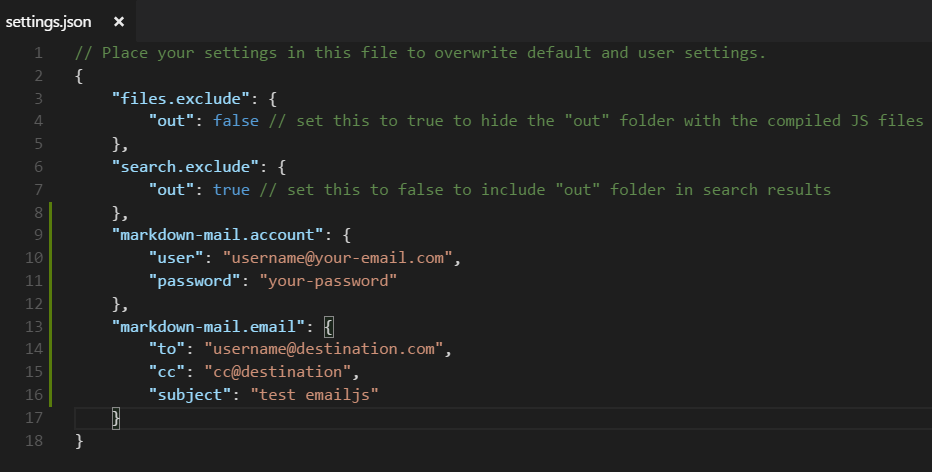 settings.json ×
1 // Place your settings in this file to overwrite default and user settings.
2 {
3     "files.exclude": {
4         "out": false // set this to true to hide the "out" folder with the compiled JS files
5     },
6     "search.exclude": {
7         "out": true // set this to false to include "out" folder in search results
8     },
9     "markdown-mail.account": {
10         "user": "username@your-email.com",
11         "password": "your-password"
12     },
13     "markdown-mail.email": {
14         "to": "username@destination.com",
15         "cc": "cc@destination",
16         "subject": "test emailjs"
17     }
18 }